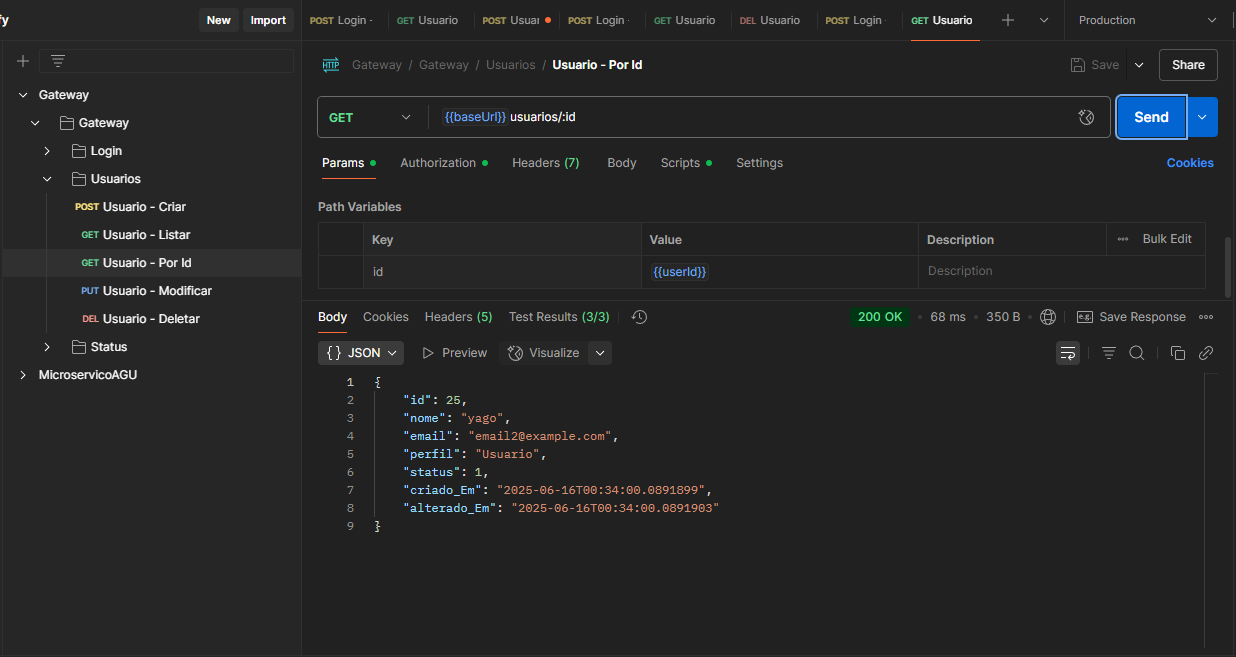 fy New Import POST Login - GET Usuario POST Usuar POST Login GET Usuario DEL Usuario POST Login GET Usuario Production
Gateway / Gateway / Usuarios / Usuario - Por Id Save Share
Gateway
Gateway
Login
Usuarios
Usuario - Criar
POST Usuario - Criar
GET Usuario - Listar
GET Usuario - Por Id
PUT Usuario - Modificar
DEL Usuario - Deletar
Status
MicroservicoAGU
HTTP
GET {{baseUrl}} usuarios/:id Send
Params Authorization Headers (7) Body Scripts Settings Cookies
Path Variables
Key Value Description Bulk Edit
id {{userId}} Description
Body Cookies Headers (5) Test Results (3/3) 200 OK 68 ms 350 B e.g. Save Response
{} JSON Preview Visualize
1 {
2 "id": 25,
3 "nome": "yago",
4 "email": "email2@example.com",
5 "perfil": "Usuario",
6 "status": 1,
7 "criado_Em": "2025-06-16T00:34:00.0891899",
8 "alterado_Em": "2025-06-16T00:34:00.0891903"
9 }